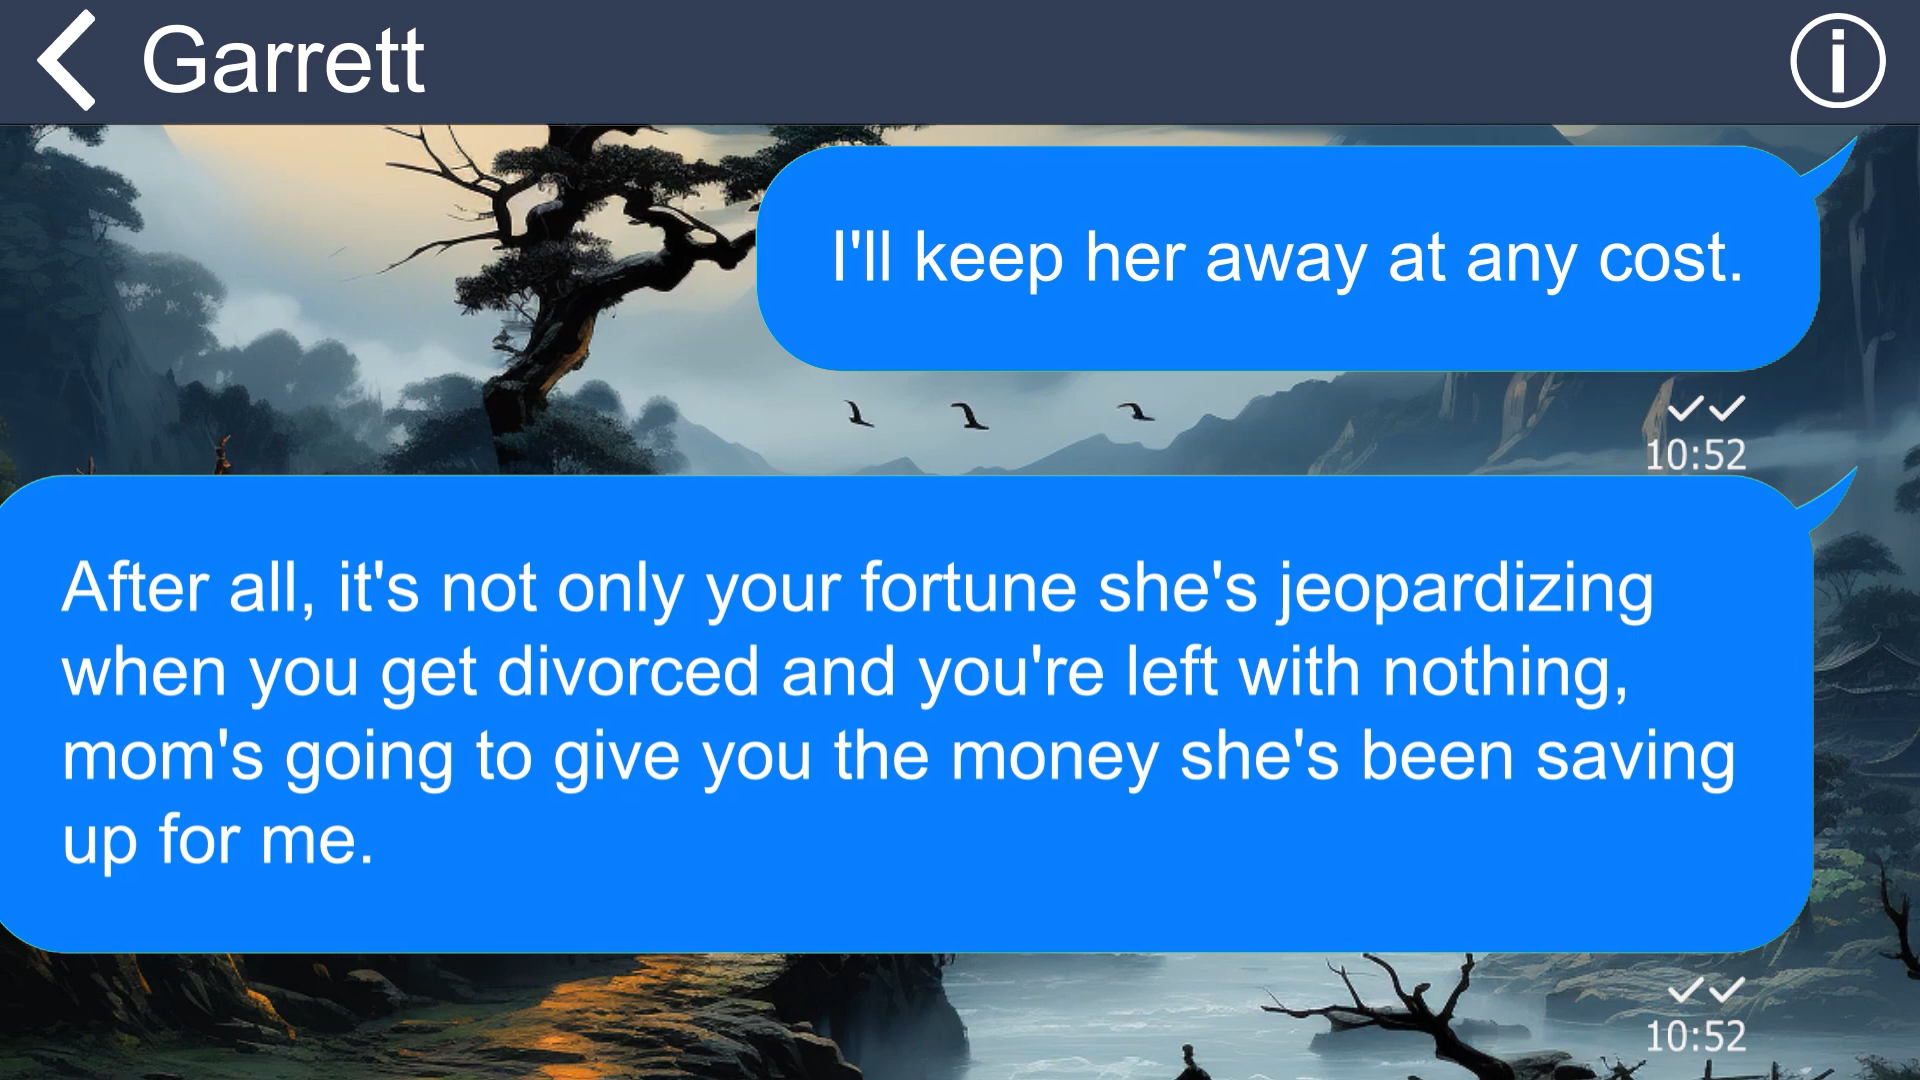 Garrett
I'll keep her away at any cost.
10:52
After all, it's not only your fortune she's jeopardizing
when you get divorced and you're left with nothing,
mom's going to give you the money she's been saving
up for me.
10:52